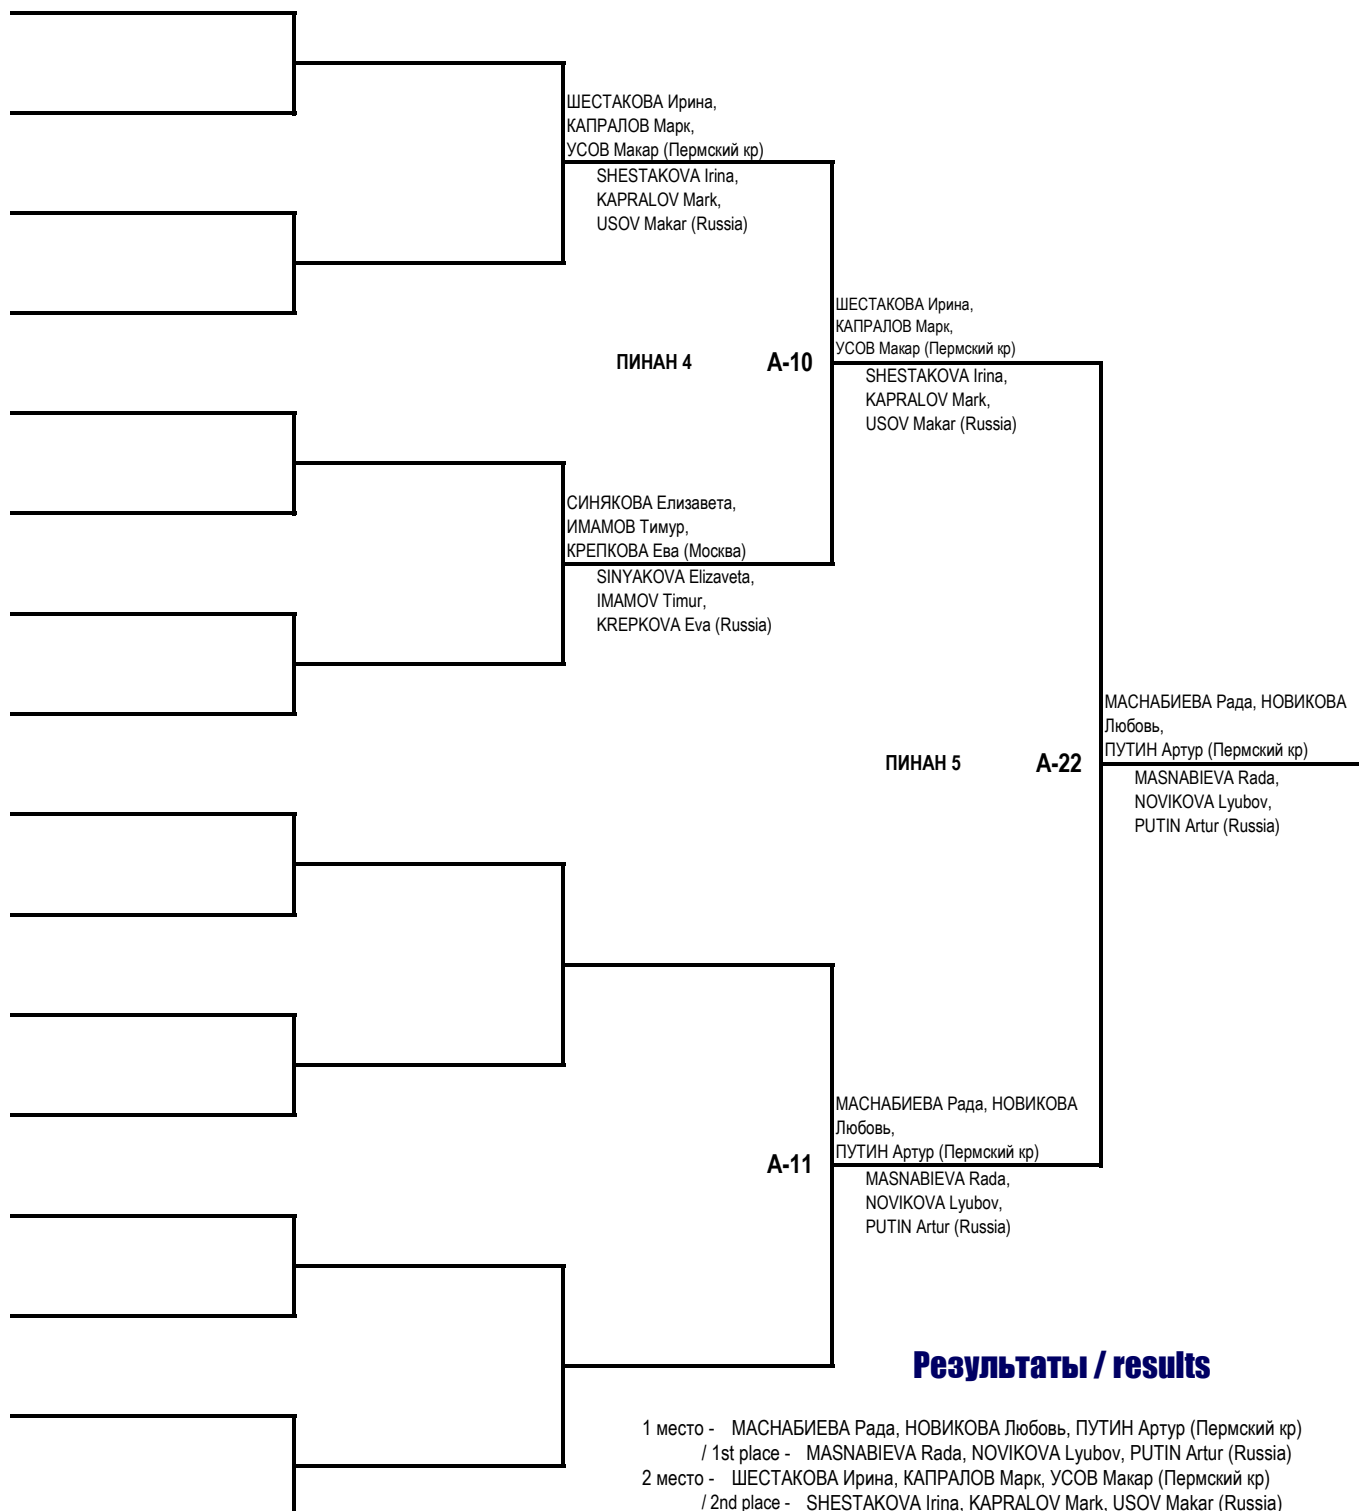 ШЕСТАКОВА Ирина,
КАПРАЛОВ Марк,
УСОВ Макар (Пермский кр)
SHESTAKOVA Irina,
KAPRALOV Mark,
USOV Makar (Russia)
ШЕСТАКОВА Ирина,
КАПРАЛОВ Марк,
УСОВ Макар (Пермский кр)
ПИНАН 4 A-10
SHESTAKOVA Irina,
KAPRALOV Mark,
USOV Makar (Russia)
СИНЯКОВА Елизавета,
ИМАМОВ Тимур,
КРЕПКОВА Ева (Москва)
SINYAKOVA Elizaveta,
IMAMOV Timur,
KREPKOVA Eva (Russia)
МАСНАБИЕВА Рада, НОВИКОВА
Любовь,
ПУТИН Артур (Пермский кр)
ПИНАН 5 A-22
MASNABIEVA Rada,
NOVIKOVA Lyubov,
PUTIN Artur (Russia)
МАСНАБИЕВА Рада, НОВИКОВА
Любовь,
ПУТИН Артур (Пермский кр)
A-11
MASNABIEVA Rada,
NOVIKOVA Lyubov,
PUTIN Artur (Russia)
Результаты / results
1 место - МАСНАБИЕВА Рада, НОВИКОВА Любовь, ПУТИН Артур (Пермский кр)
/ 1st place - MASNABIEVA Rada, NOVIKOVA Lyubov, PUTIN Artur (Russia)
2 место - ШЕСТАКОВА Ирина, КАПРАЛОВ Марк, УСОВ Макар (Пермский кр)
/ 2nd place - SHESTAKOVA Irina, KAPRALOV Mark, USOV Makar (Russia)